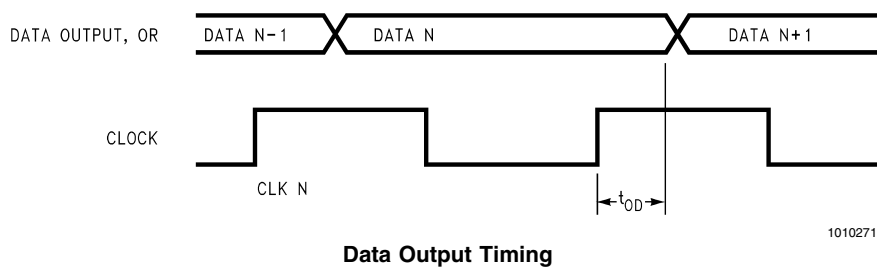 DATA OUTPUT, OR DATA N-1 DATA N DATA N+1
CLOCK
CLK N
tOD
1010271
Data Output Timing